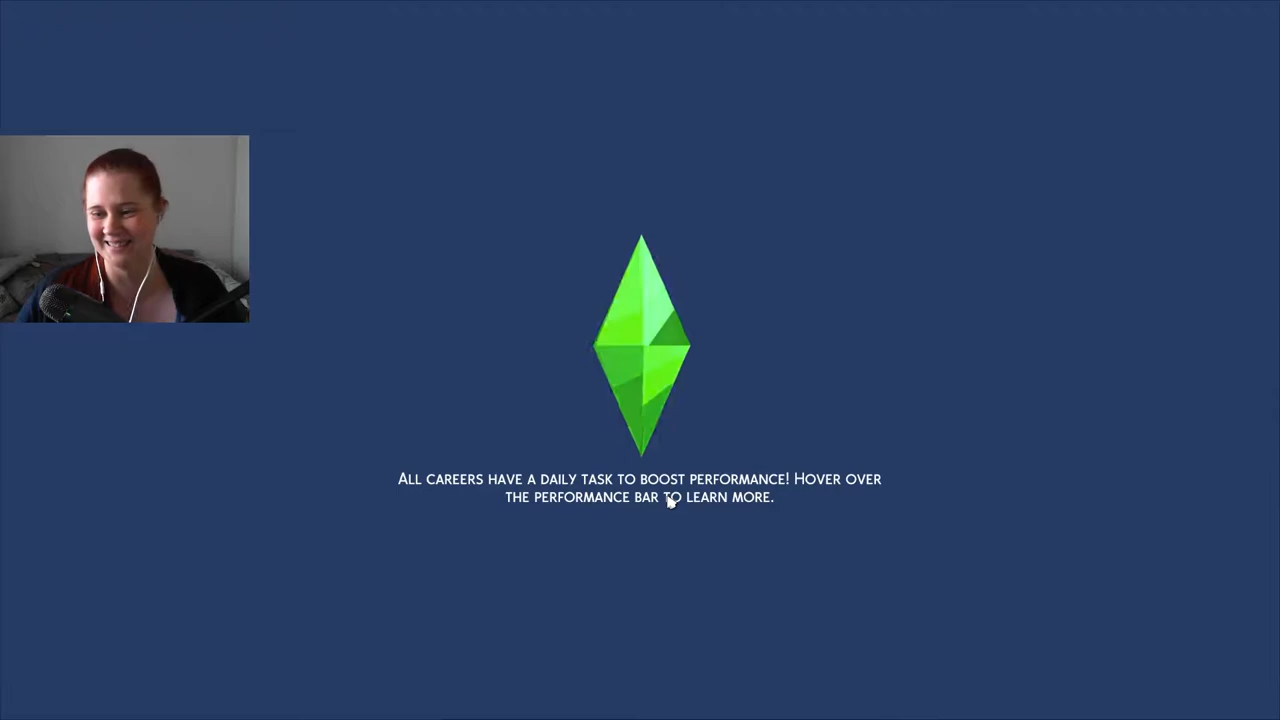 All careers have a daily task to boost performance! Hover over
the performance bar to learn more.